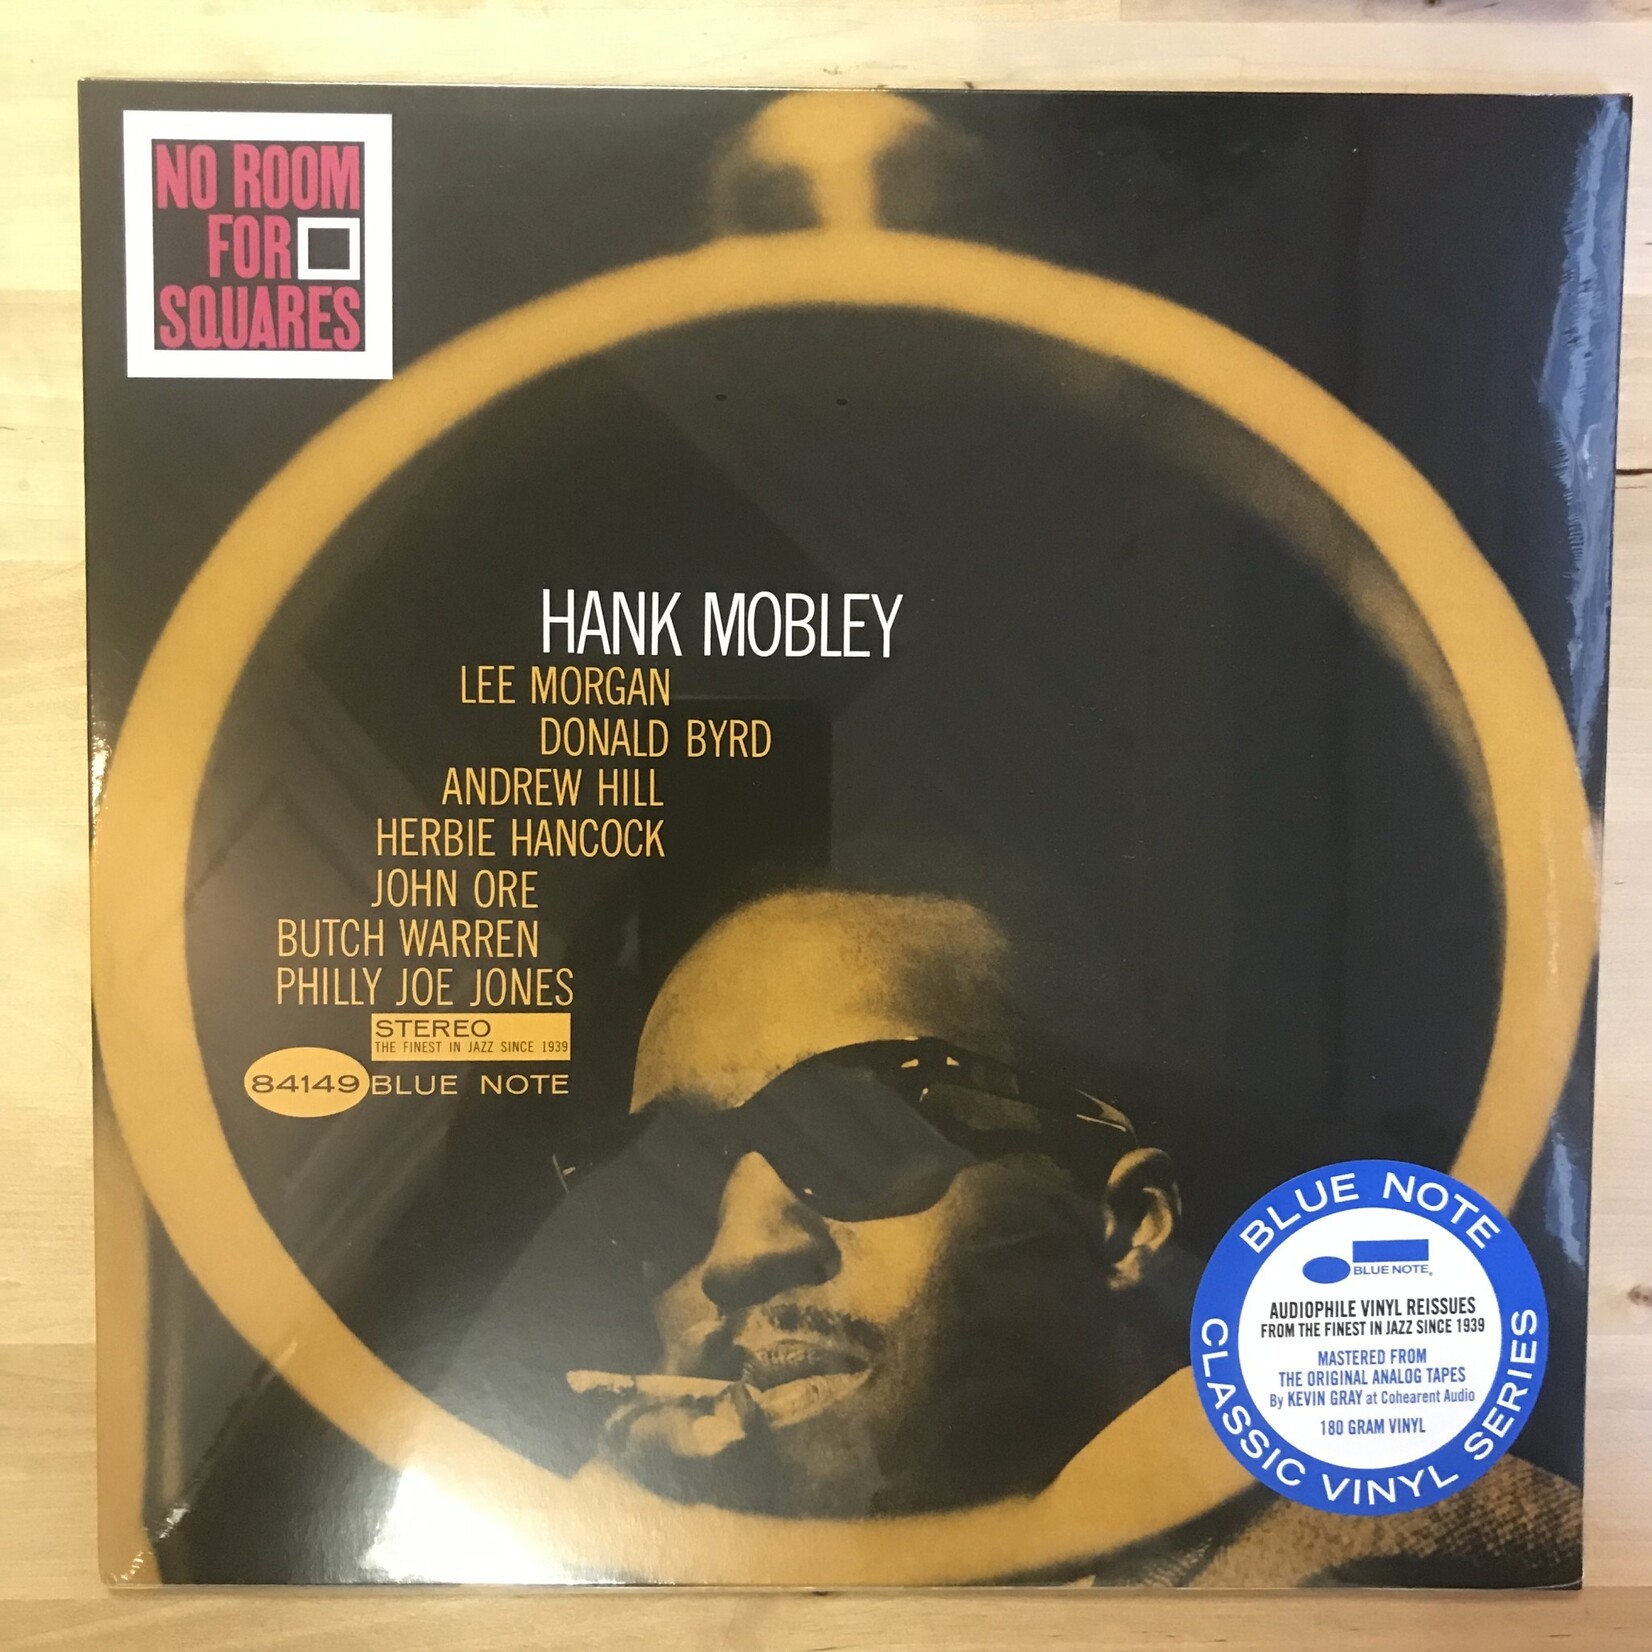 NO ROOM
FOR
SQUARES
HANK MOBLEY
LEE MORGAN
DONALD BYRD
ANDREW HILL
HERBIE HANCOCK
JOHN ORE
BUTCH WARREN
PHILLY JOE JONES
STEREO
THE FINEST IN JAZZ SINCE 1939
84149 BLUE NOTE
BLUE NOTE
BLUE NOTE
AUDIOPHILE VINYL REISSUES
FROM THE FINEST IN JAZZ SINCE 1939
MASTERED FROM
THE ORIGINAL ANALOG TAPES
By KEVIN GRAY at Cohearent Audio
180 GRAM VINYL
CLASSIC VINYL SERIES